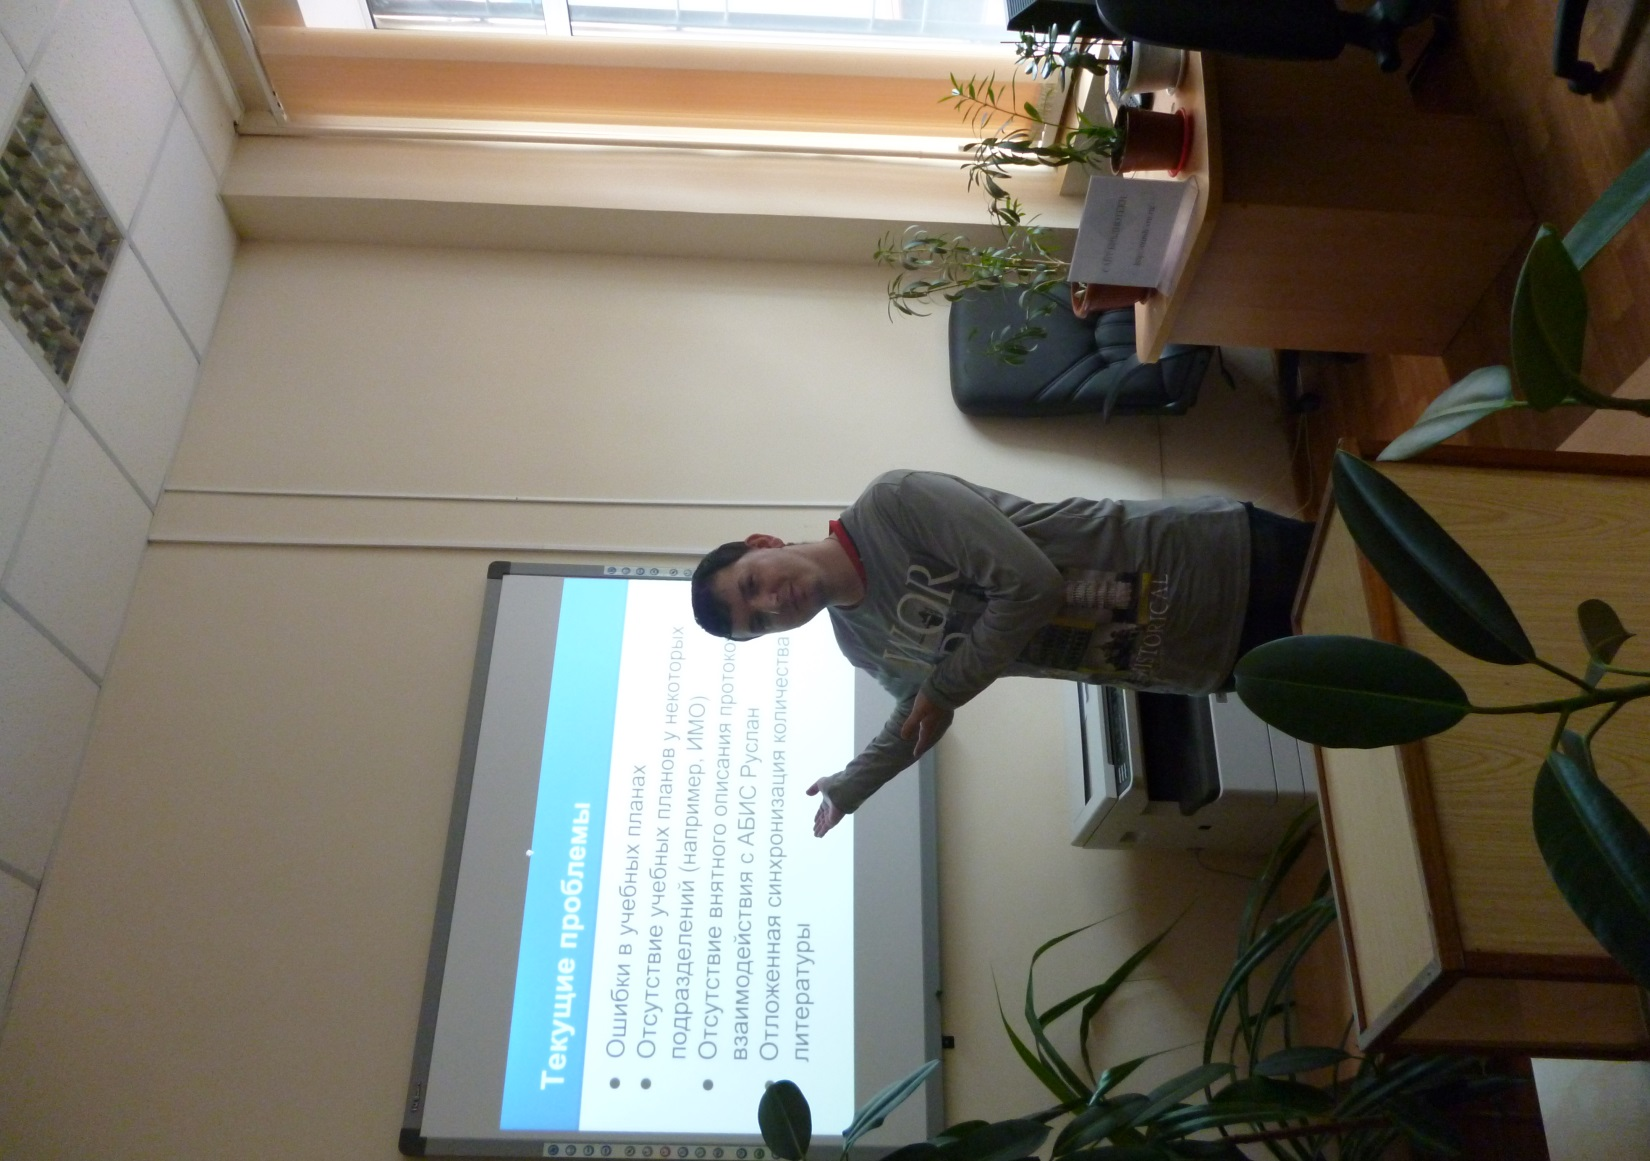 Текущие проблемы
Ошибки в учебных планах
Отсутствие учебных планов у некоторых
подразделений (например, ИМО)
Отсутствие внятного описания протоко
взаимодействия с АБИС Руслан
Отложенная синхронизация количества
литературы
HISTORICAL